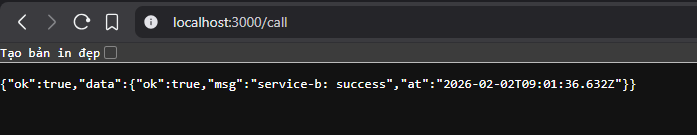 localhost:3000/call
Tạo bản in đẹp
{"ok":true,"data":{"ok":true,"msg":"service-b: success","at":"2026-02-02T09:01:36.632Z"}}